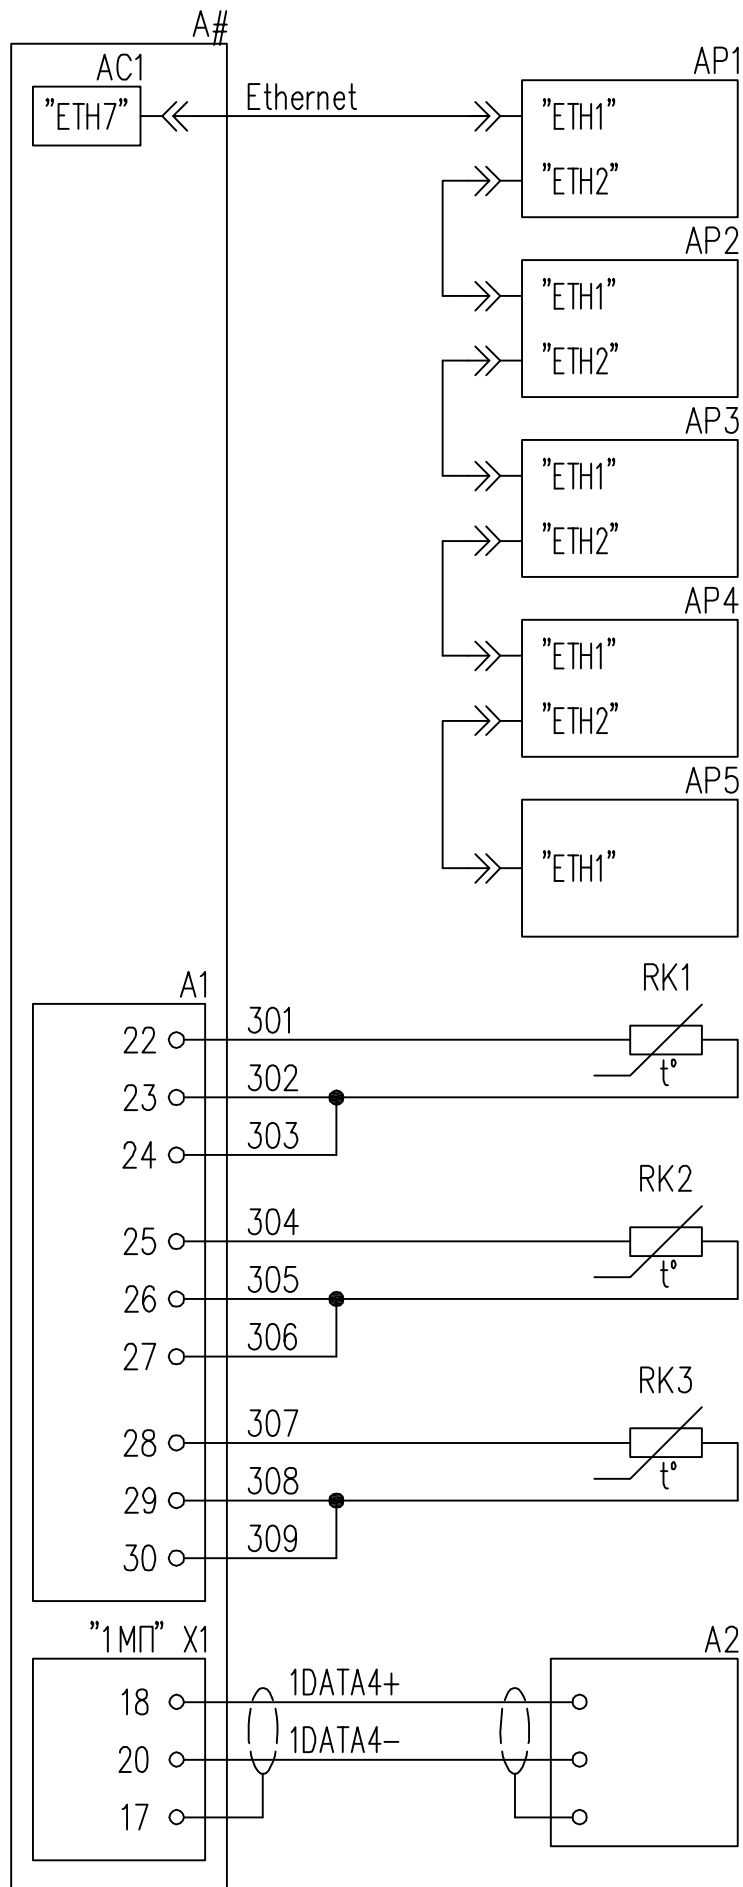 A#
AC1
"ETH7"
Ethernet
AP1
"ETH1"
"ETH2"
AP2
"ETH1"
"ETH2"
AP3
"ETH1"
"ETH2"
AP4
"ETH1"
"ETH2"
AP5
"ETH1"
A1
RK1
22
301
t°
23
302
24
303
RK2
25
304
t°
26
305
27
306
RK3
28
307
t°
29
308
30
309
"1МП" X1
A2
18
1DATA4+
20
1DATA4-
17